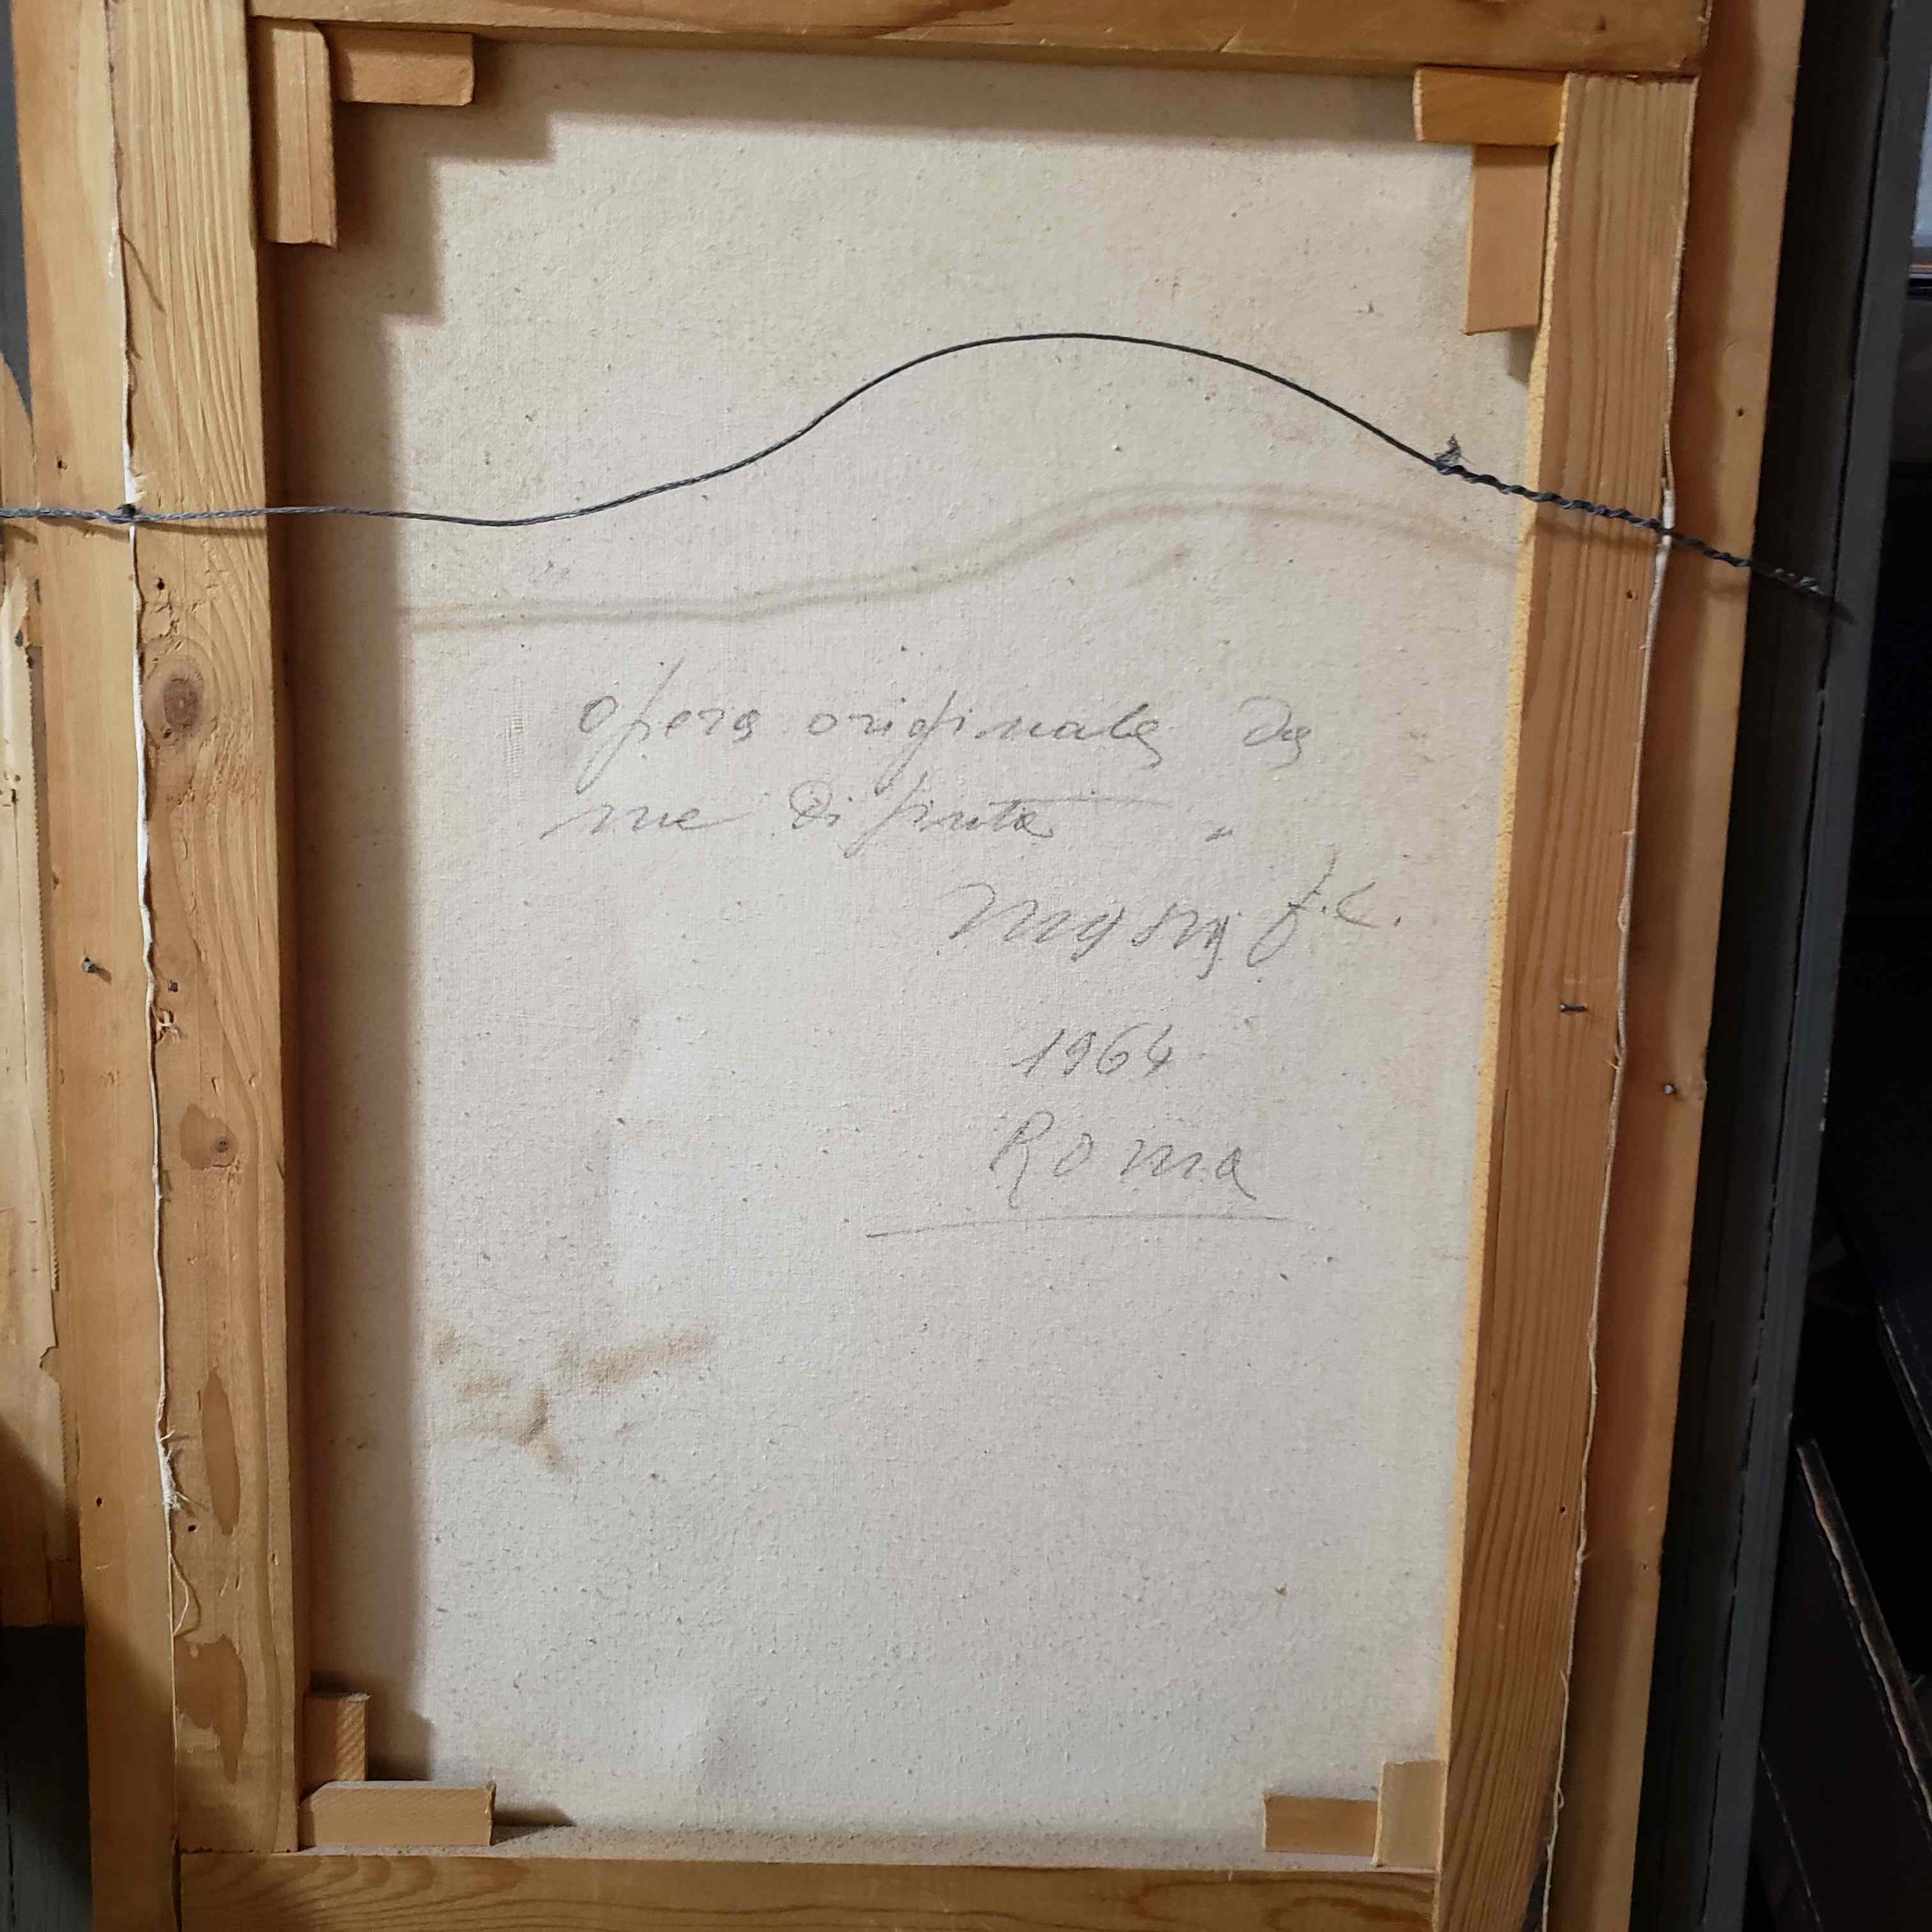 opera originale da
me dipinta
1964
Roma